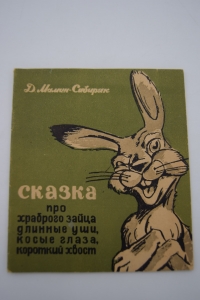 Д. Мамин-Сибиряк
СКАЗКА
про
храброго зайца
длинные уши,
косые глаза,
короткий хвост